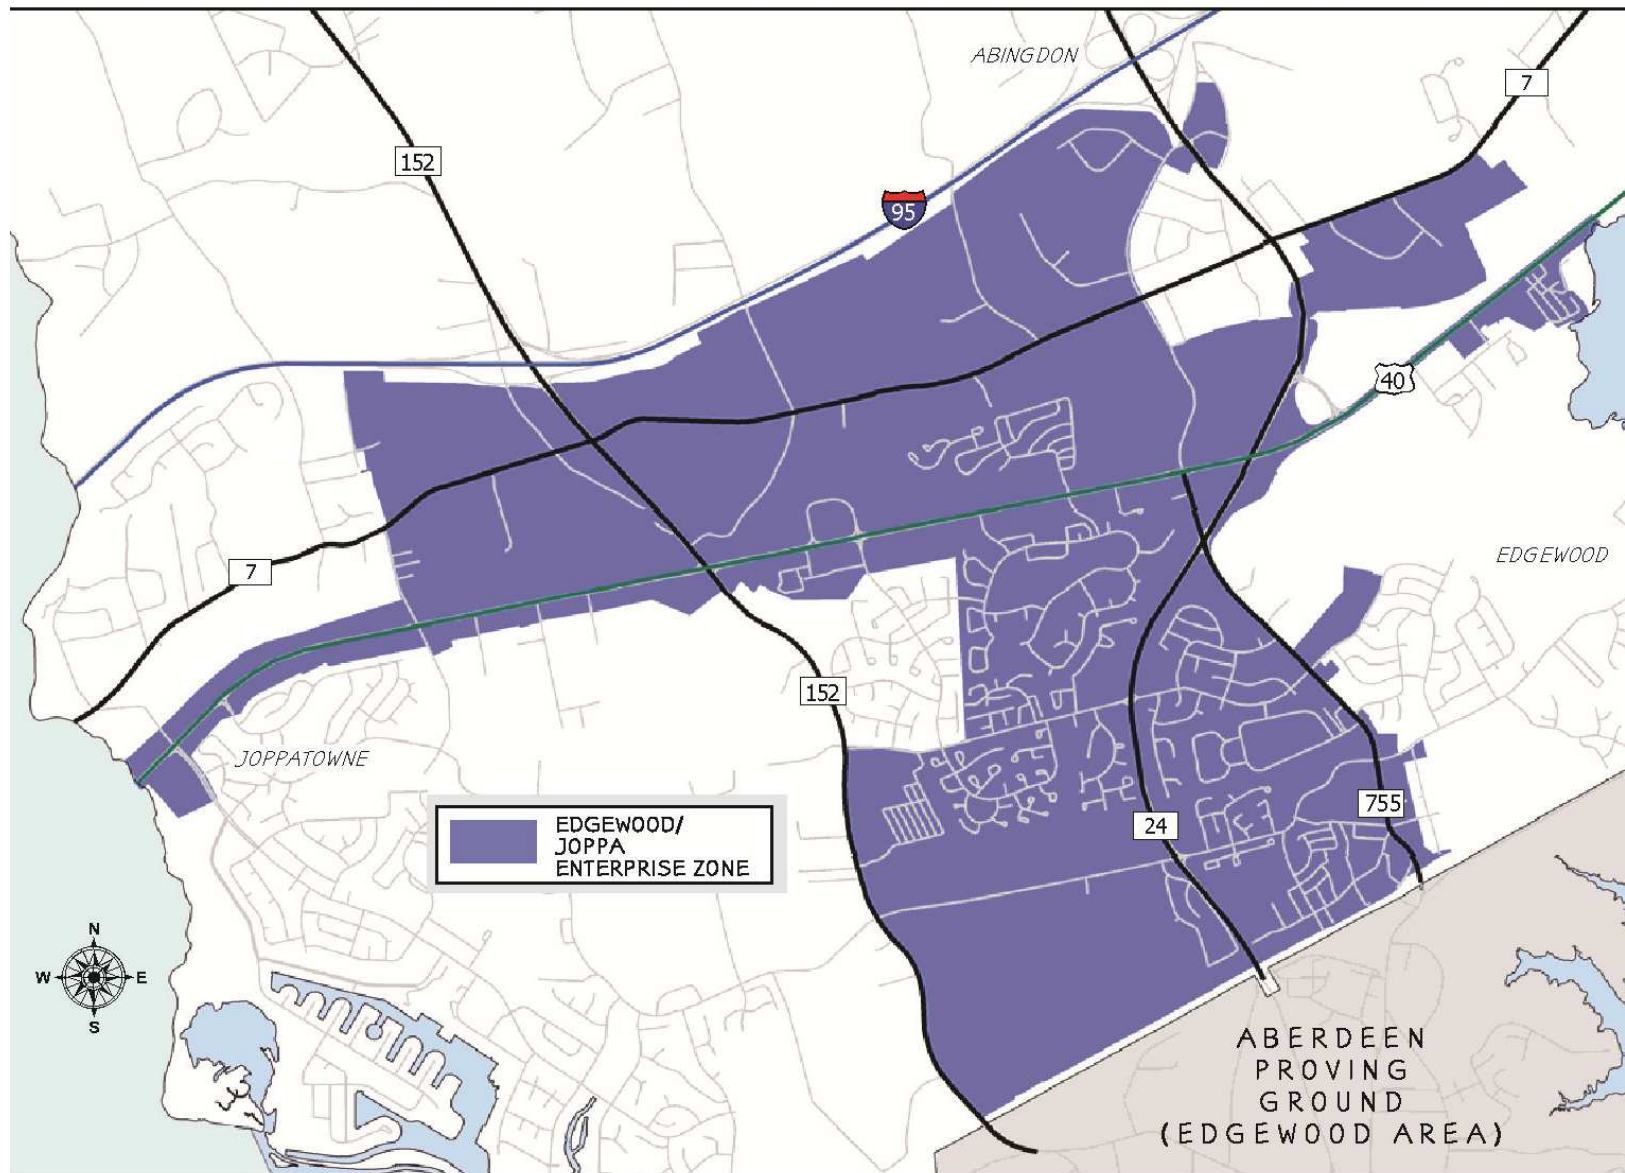 ABINGDON
7
152
95
40
7
EDGEWOOD
152
JOPPATOWNE
EDGEWOOD/
JOPPA
ENTERPRISE ZONE
755
24
N
W E
S
ABERDEEN
PROVING
GROUND
(EDGEWOOD AREA)